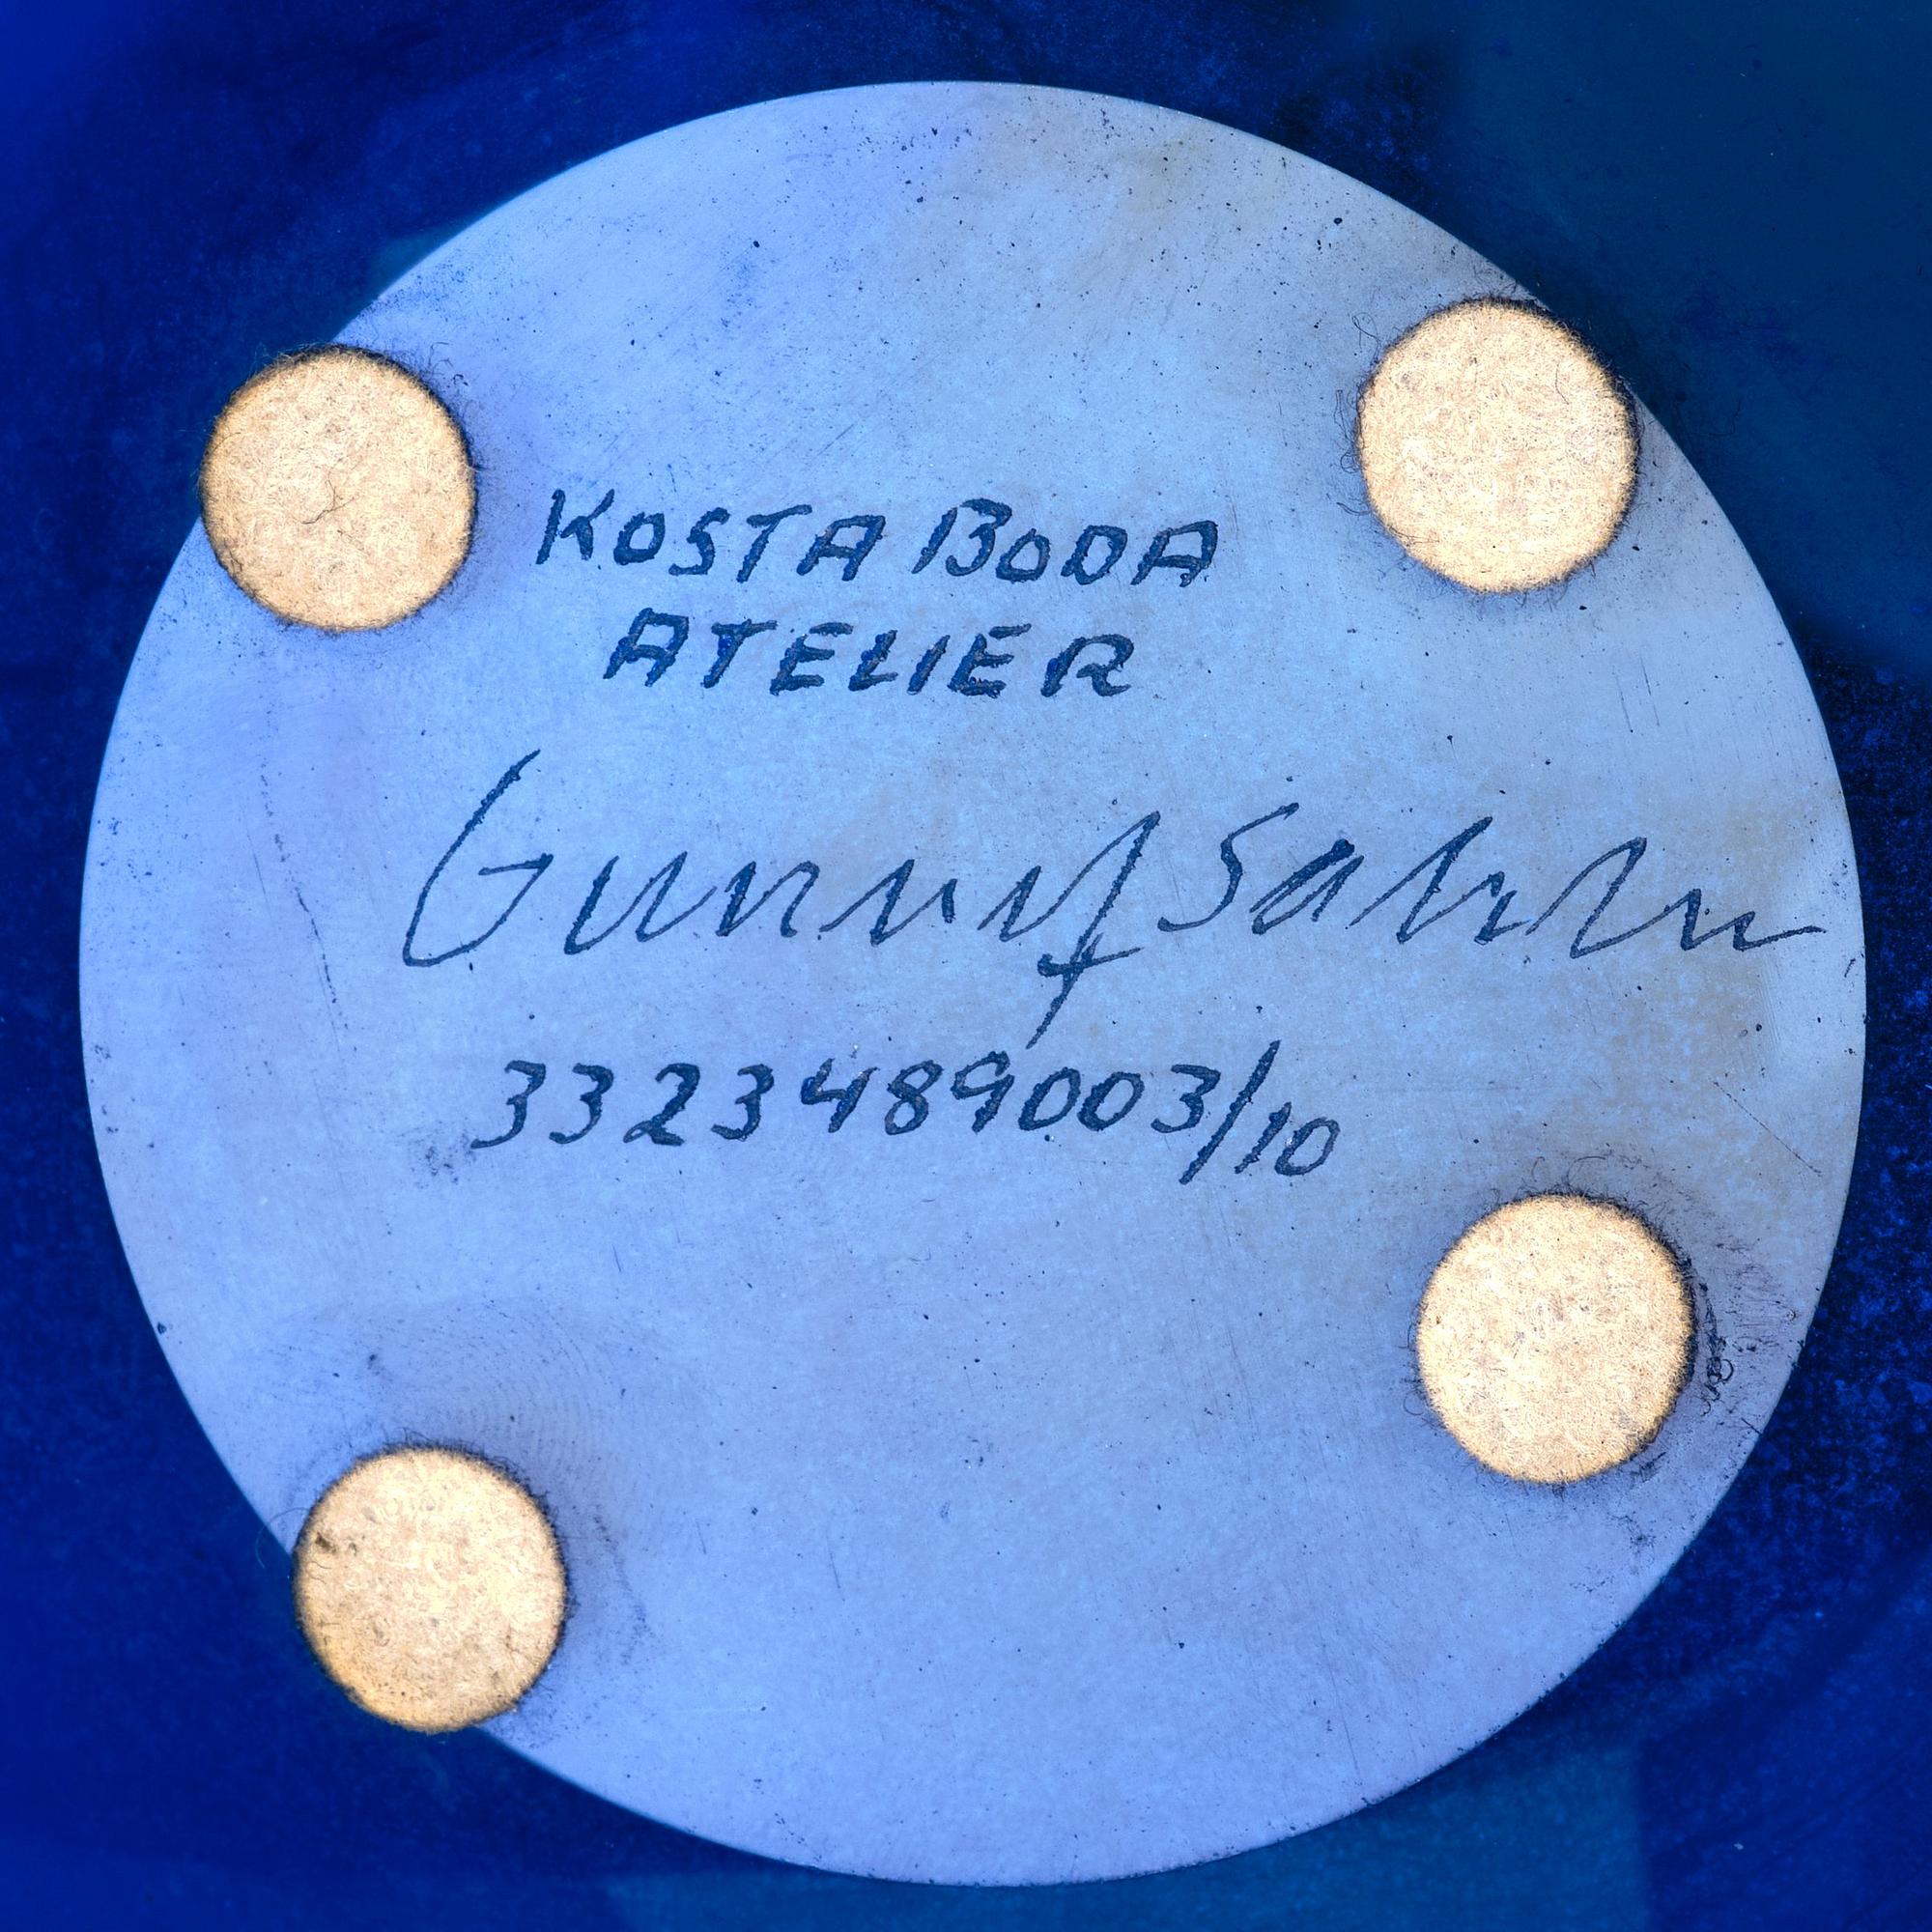 KOSTA BODA
ATELIER
Gunnel Sahlin
3323489003/10